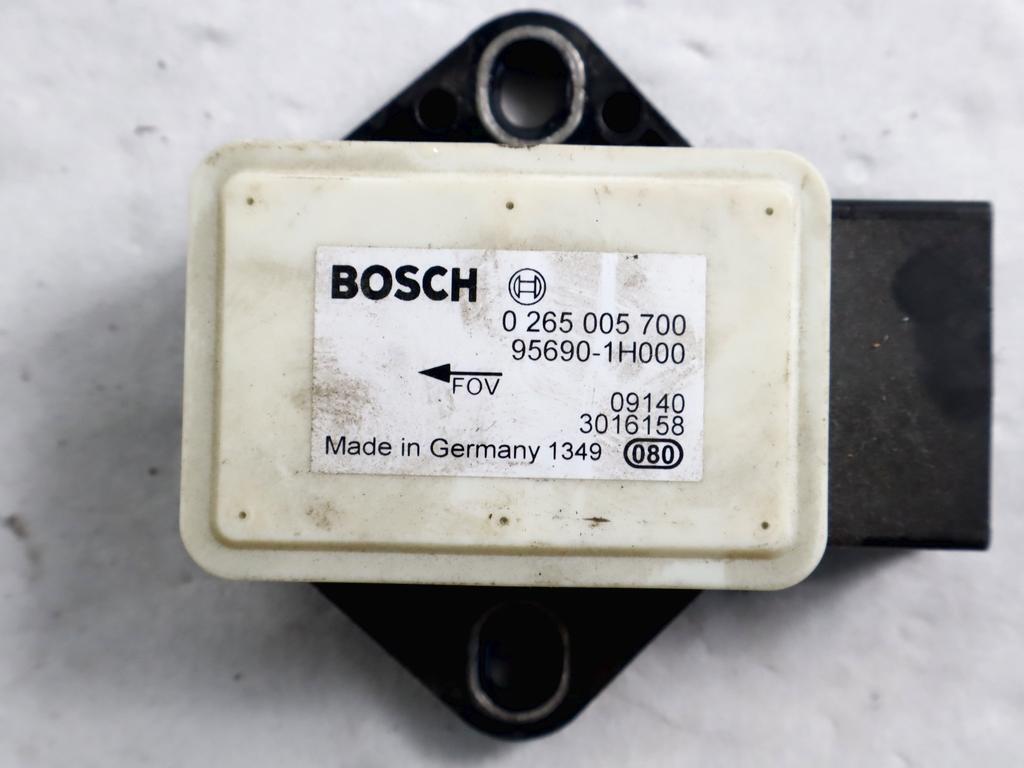 BOSCH
0 265 005 700
95690-1H000
FOV
09140
3016158
Made in Germany 1349 080